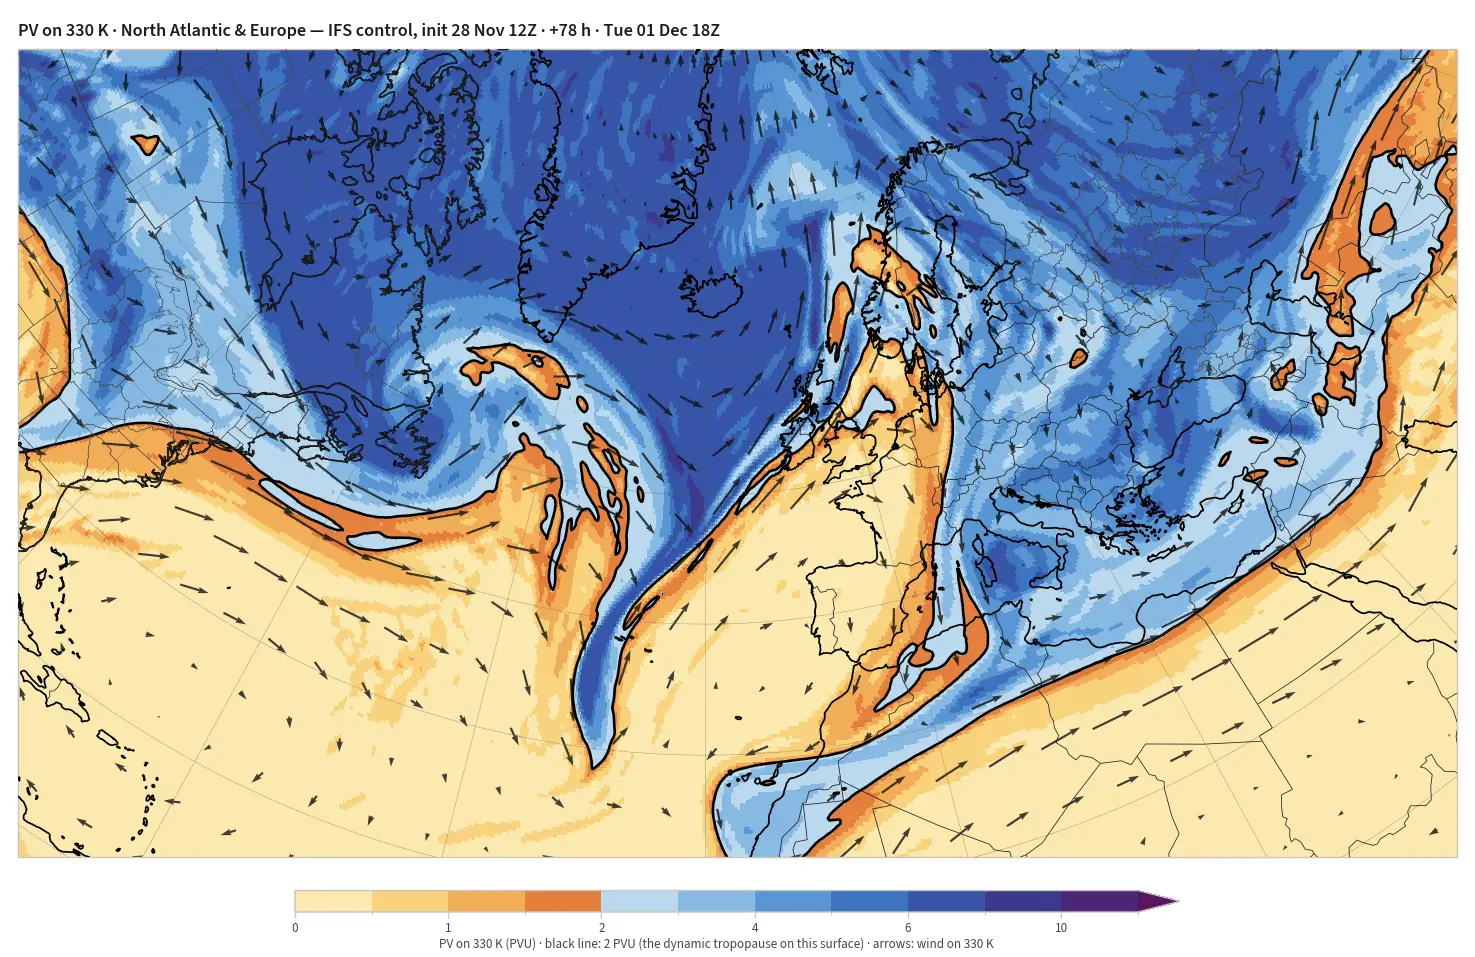 PV on 330 K · North Atlantic & Europe — IFS control, init 28 Nov 12Z · +78 h · Tue 01 Dec 18Z
0 1 2 4 6 10
PV on 330 K (PVU) · black line: 2 PVU (the dynamic tropopause on this surface) · arrows: wind on 330 K